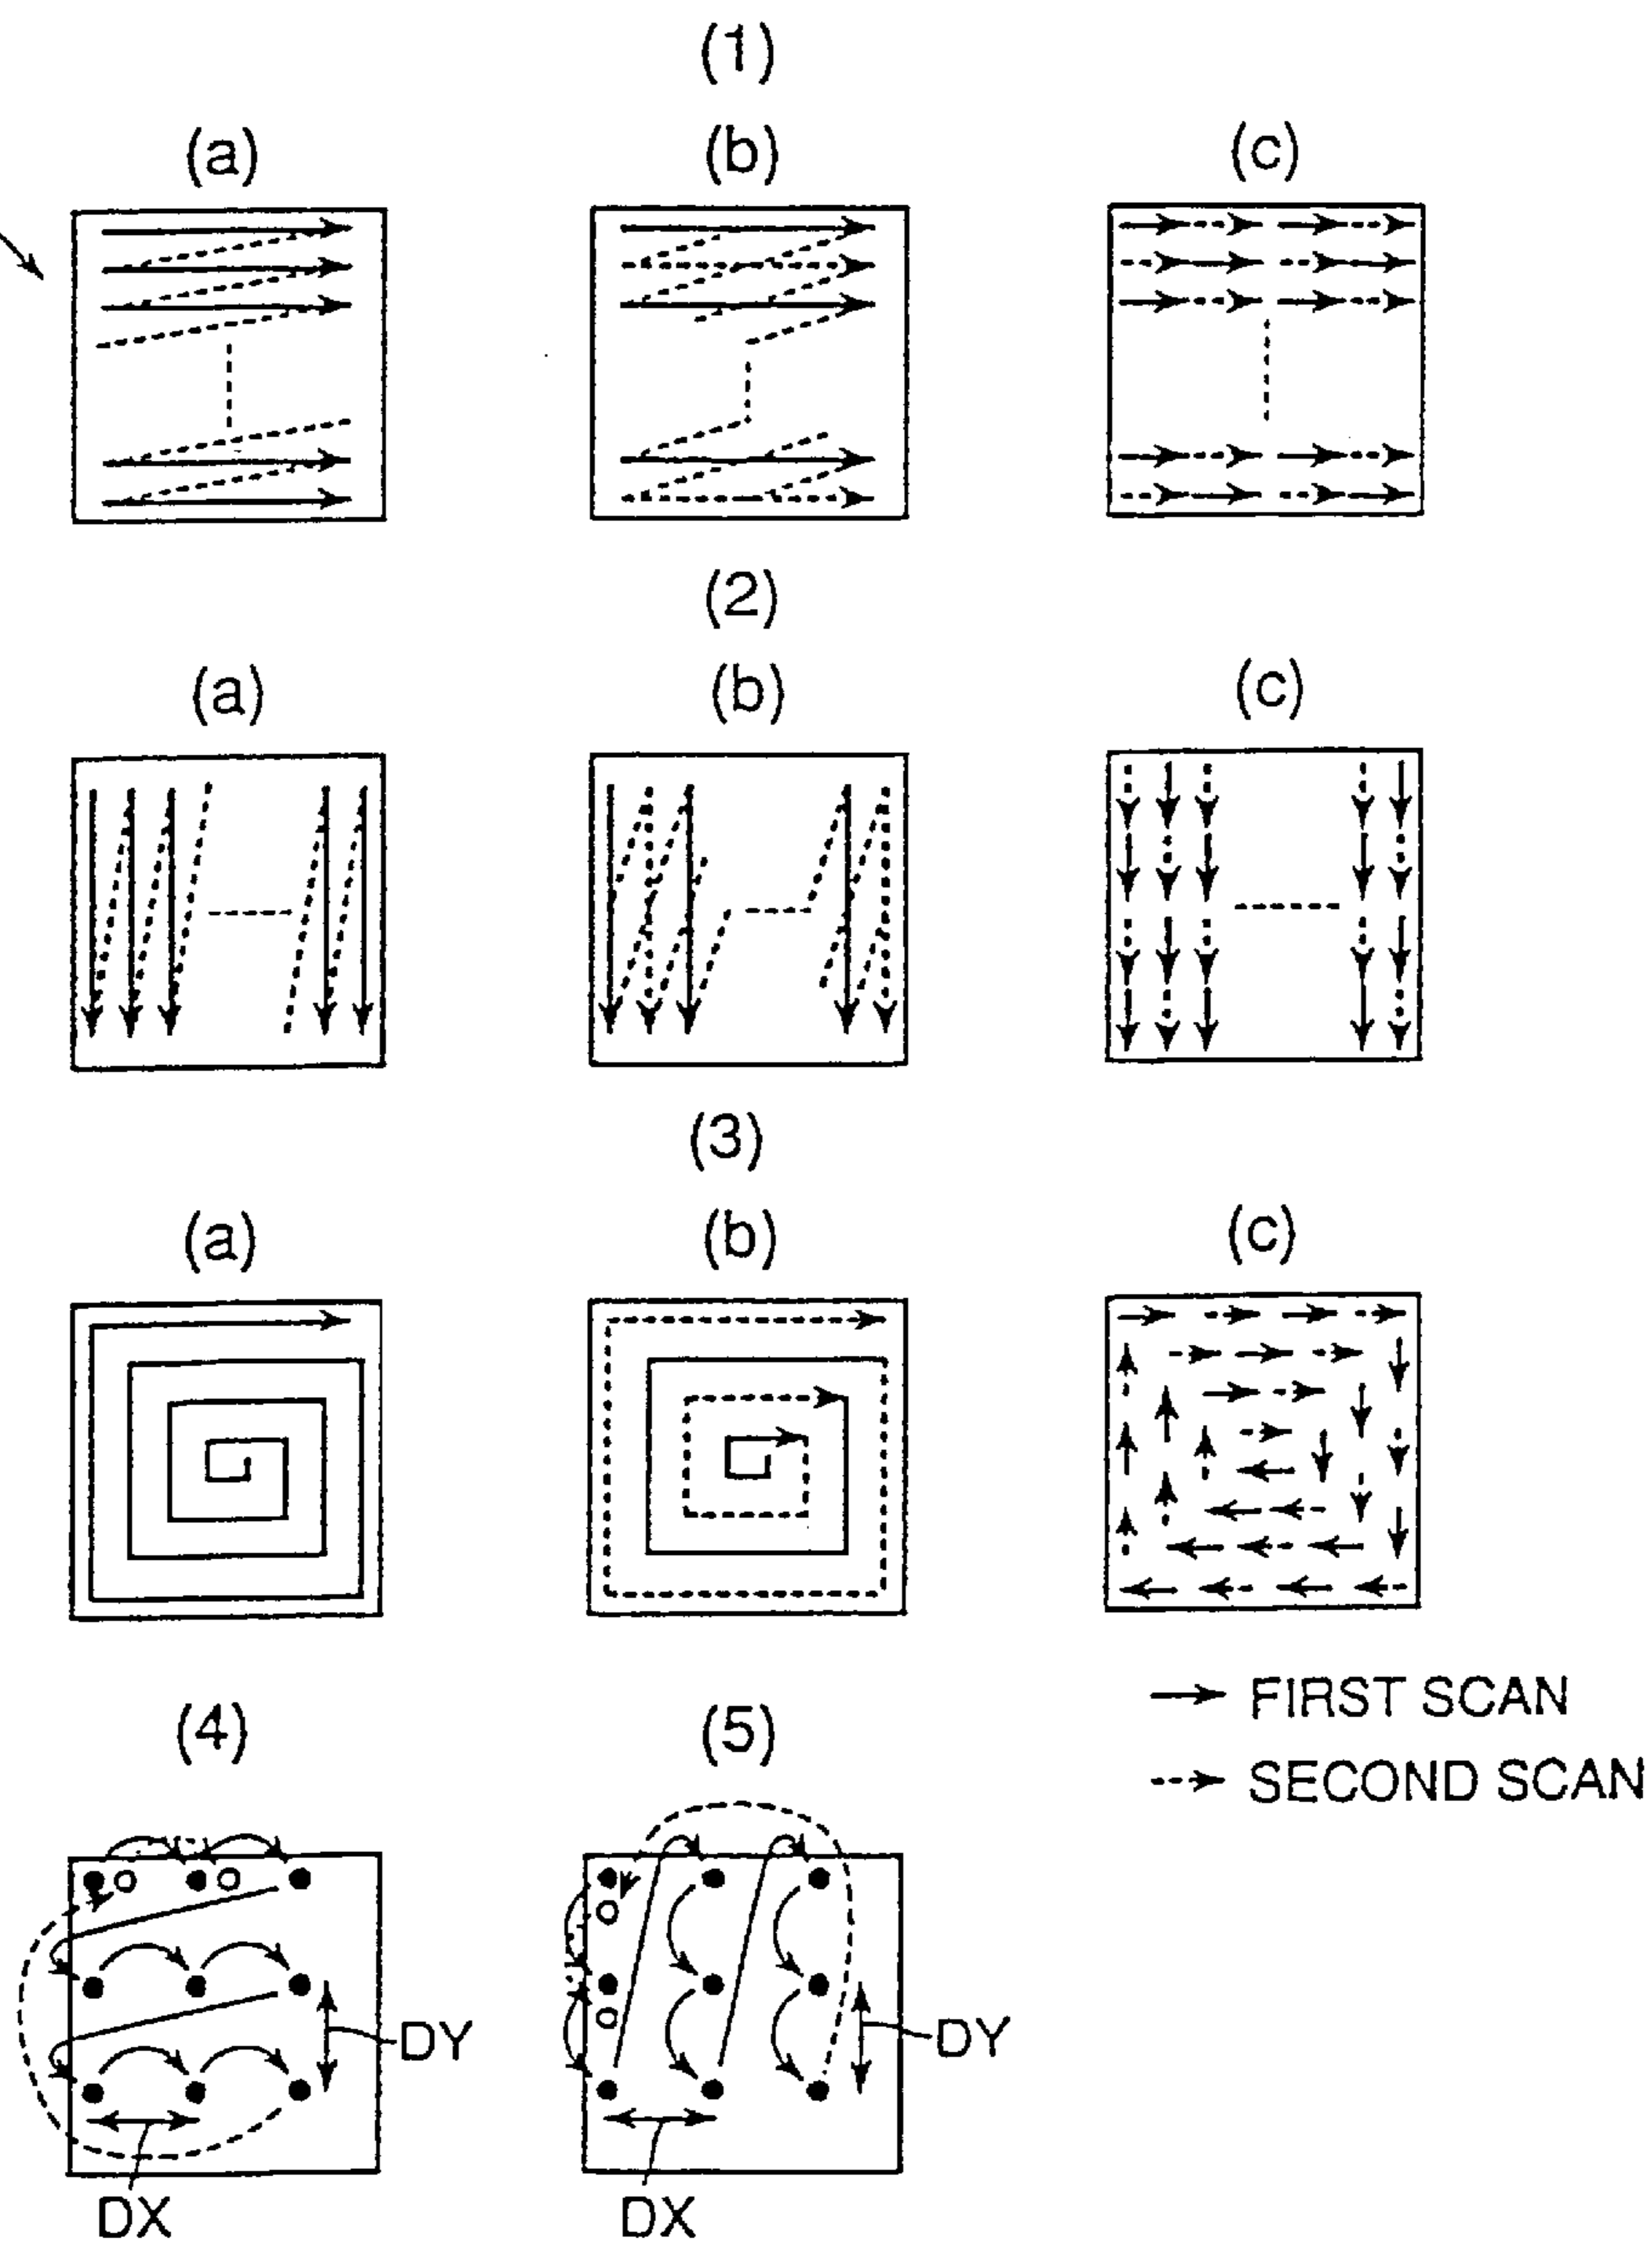 (1)
(a) (b) (c)
(2)
(a) (b) (c)
(3)
(a) (b) (c)
FIRST SCAN
(4) (5)
SECOND SCAN
DY DY
DX DX